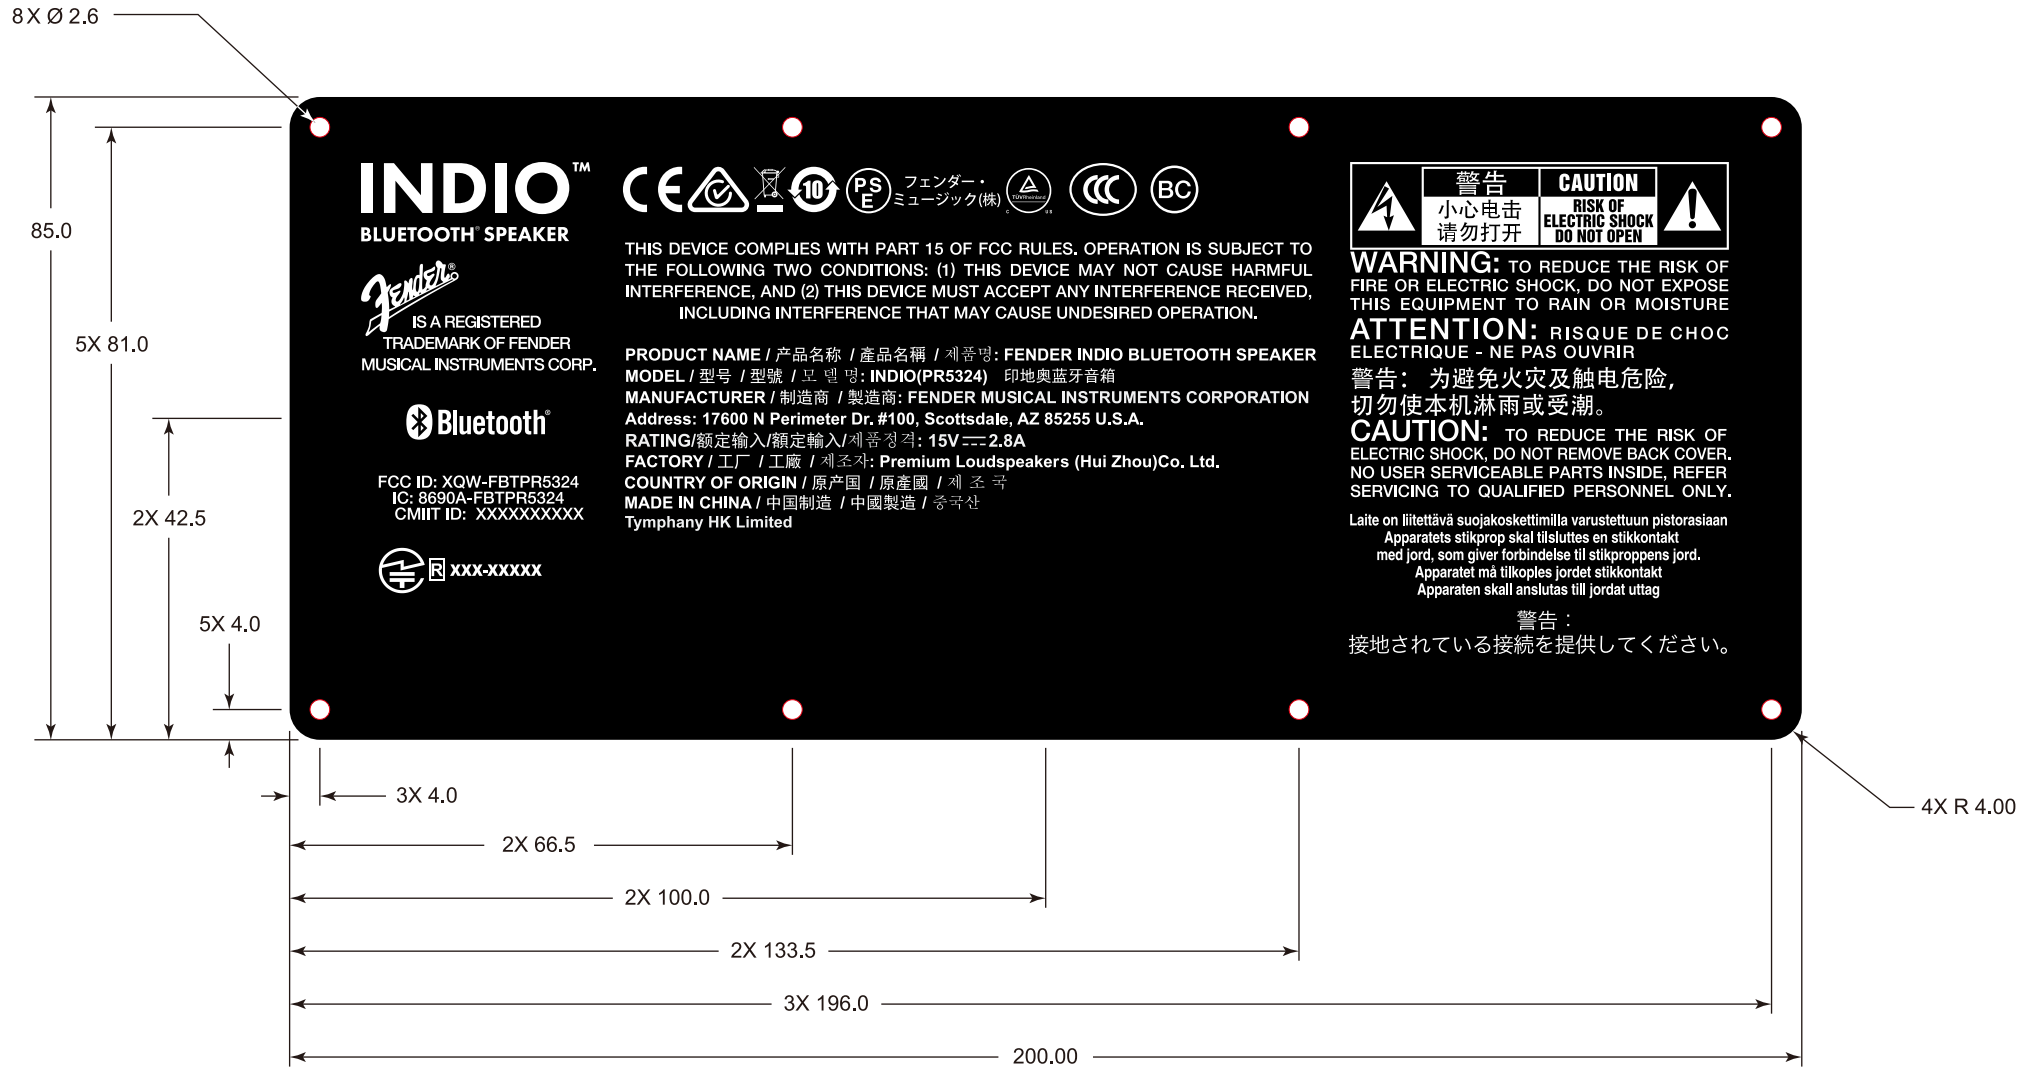 8X Ø 2.6
85.0
5X 81.0
2X 42.5
5X 4.0
INDIO™
BLUETOOTH® SPEAKER
Fender®
IS A REGISTERED
TRADEMARK OF FENDER
MUSICAL INSTRUMENTS CORP.
Bluetooth®
FCC ID: XQW-FBTPR5324
IC: 8690A-FBTPR5324
CMIIT ID: XXXXXXXXXX
R xxx-xxxxx
CE 10 PSE フェンダー・
ミュージック(株) TÜVRheinland c us CCC BC
THIS DEVICE COMPLIES WITH PART 15 OF FCC RULES. OPERATION IS SUBJECT TO
THE FOLLOWING TWO CONDITIONS: (1) THIS DEVICE MAY NOT CAUSE HARMFUL
INTERFERENCE, AND (2) THIS DEVICE MUST ACCEPT ANY INTERFERENCE RECEIVED,
INCLUDING INTERFERENCE THAT MAY CAUSE UNDESIRED OPERATION.
PRODUCT NAME / 产品名称 / 產品名稱 / 제품명: FENDER INDIO BLUETOOTH SPEAKER
MODEL / 型号 / 型號 / 모 델 명: INDIO(PR5324) 印地奥蓝牙音箱
MANUFACTURER / 制造商 / 製造商: FENDER MUSICAL INSTRUMENTS CORPORATION
Address: 17600 N Perimeter Dr. #100, Scottsdale, AZ 85255 U.S.A.
RATING/额定输入/額定輸入/제품정격: 15V⎓2.8A
FACTORY / 工厂 / 工廠 / 제조자: Premium Loudspeakers (Hui Zhou)Co. Ltd.
COUNTRY OF ORIGIN / 原产国 / 原產國 / 제 조 국
MADE IN CHINA / 中国制造 / 中國製造 / 중국산
Tymphany HK Limited
警告
小心电击
请勿打开
CAUTION
RISK OF
ELECTRIC SHOCK
DO NOT OPEN
WARNING: TO REDUCE THE RISK OF
FIRE OR ELECTRIC SHOCK, DO NOT EXPOSE
THIS EQUIPMENT TO RAIN OR MOISTURE
ATTENTION: RISQUE DE CHOC
ELECTRIQUE - NE PAS OUVRIR
警告： 为避免火灾及触电危险，
切勿使本机淋雨或受潮。
CAUTION: TO REDUCE THE RISK OF
ELECTRIC SHOCK, DO NOT REMOVE BACK COVER.
NO USER SERVICEABLE PARTS INSIDE, REFER
SERVICING TO QUALIFIED PERSONNEL ONLY.
Laite on liitettävä suojakoskettimilla varustettuun pistorasiaan
Apparatets stikprop skal tilsluttes en stikkontakt
med jord, som giver forbindelse til stikproppens jord.
Apparatet må tilkoples jordet stikkontakt
Apparaten skall anslutas till jordat uttag
警告：
接地されている接続を提供してください。
3X 4.0
4X R 4.00
2X 66.5
2X 100.0
2X 133.5
3X 196.0
200.00